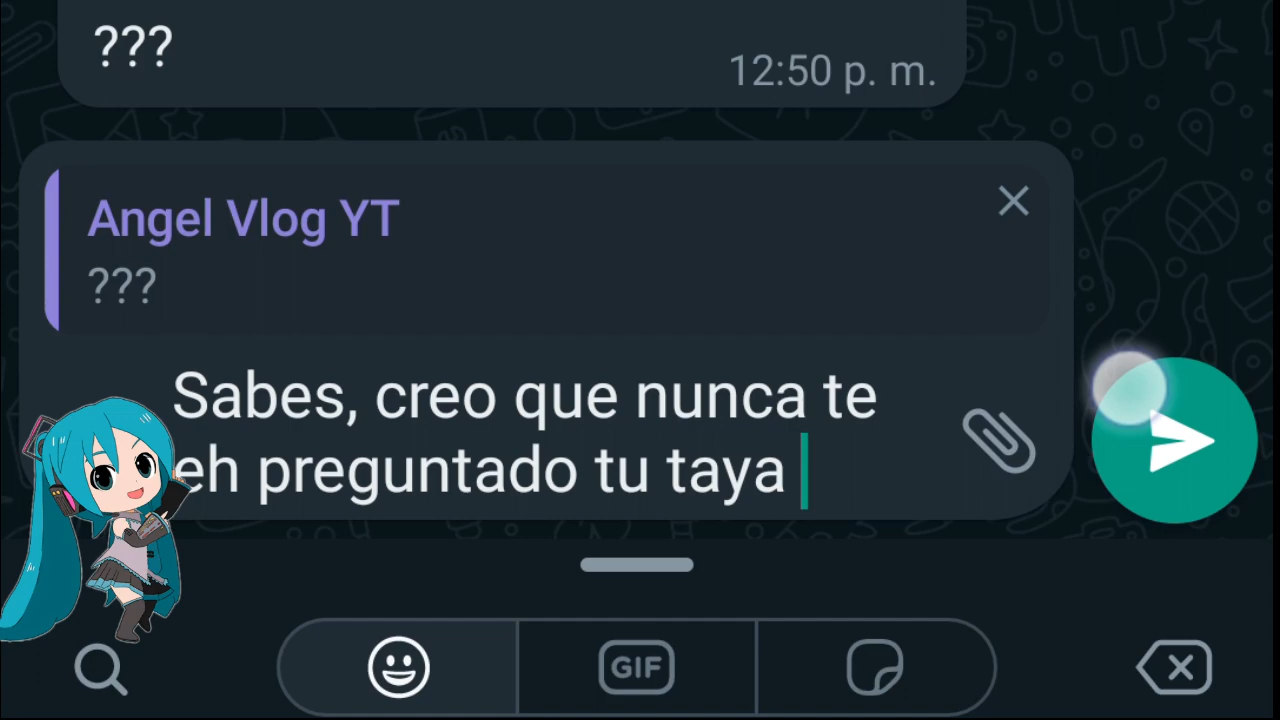 ???
12:50 p. m.
Angel Vlog YT
???
Sabes, creo que nunca te
eh preguntado tu taya
GIF